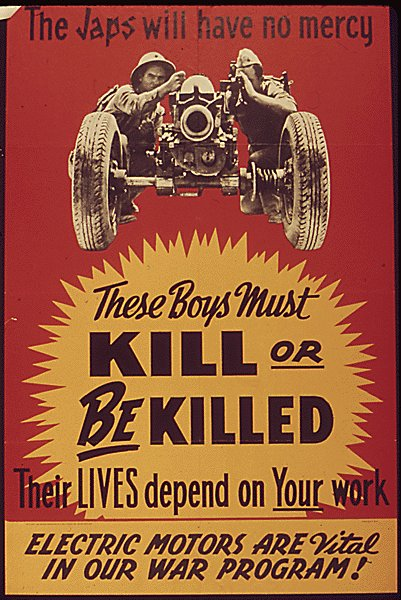 The Japs will have no mercy
These Boys Must
KILL OR
BE KILLED
Their LIVES depend on Your work
ELECTRIC MOTORS ARE Vital
IN OUR WAR PROGRAM!